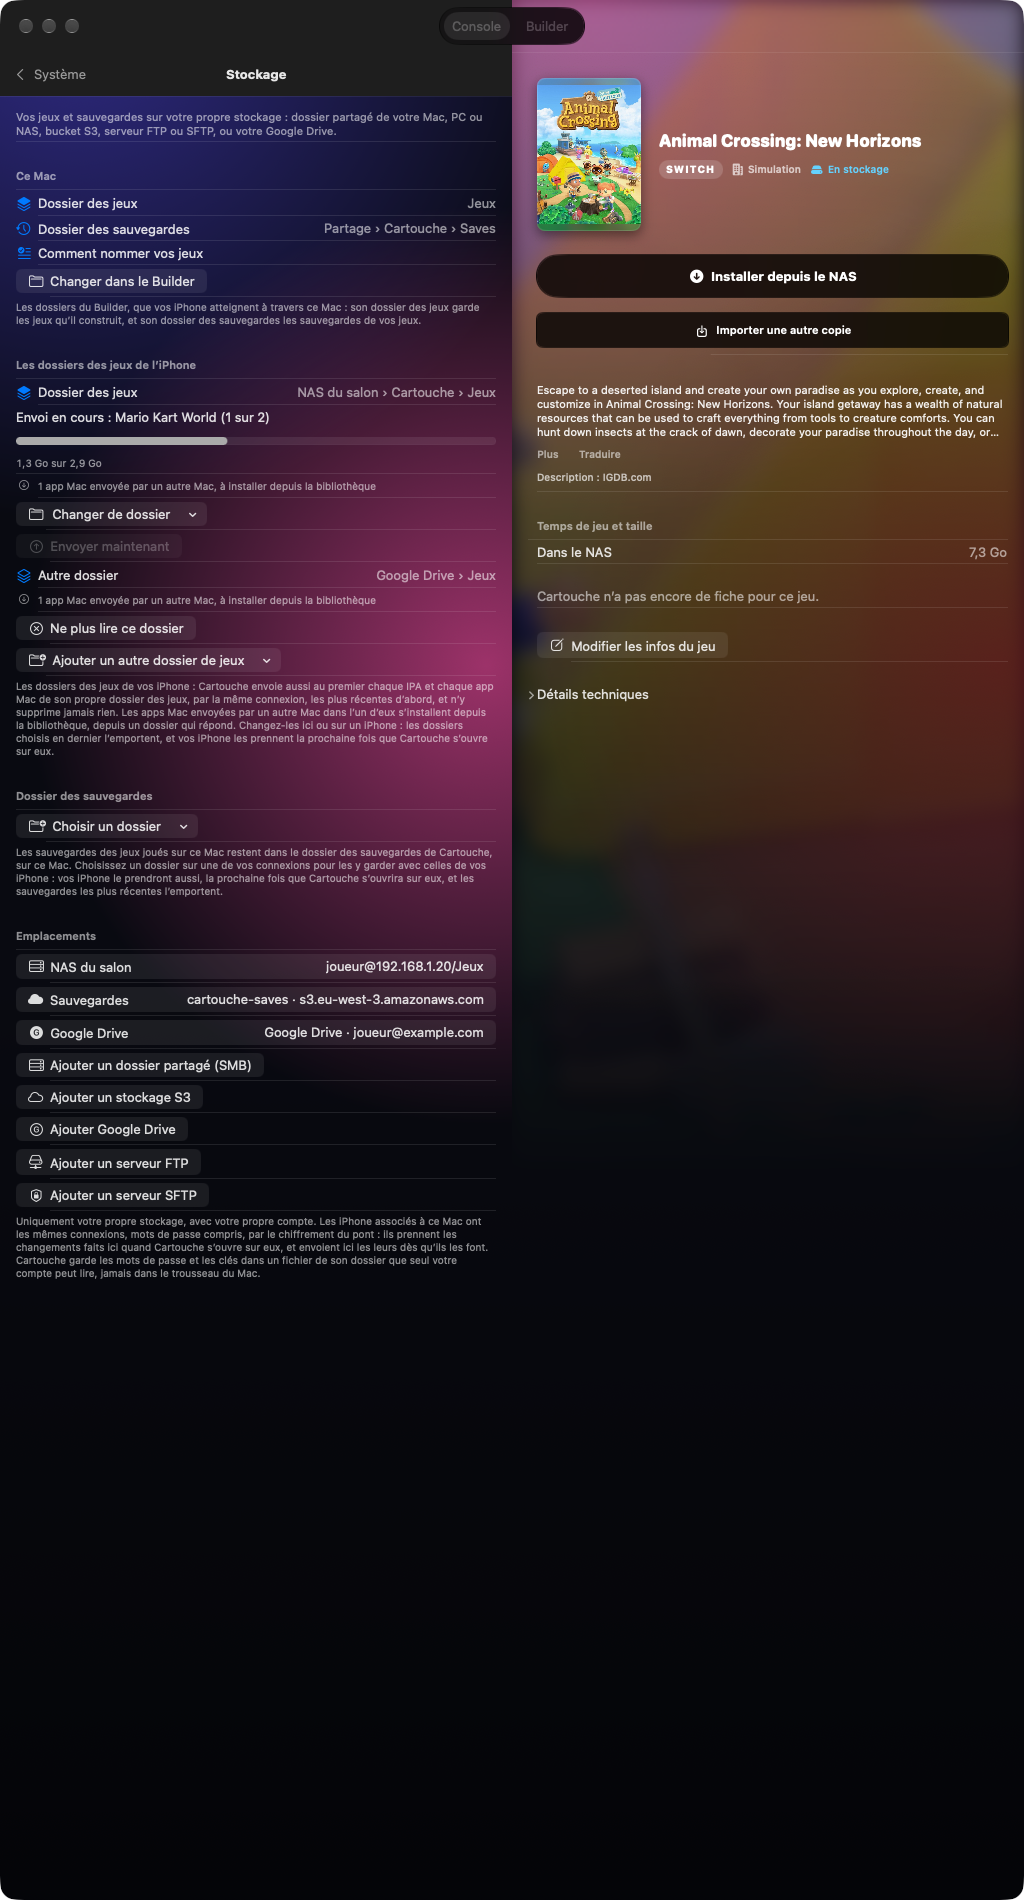 Console
Builder
Système
Stockage
Vos jeux et sauvegardes sur votre propre stockage : dossier partagé de votre Mac, PC ou
NAS, bucket S3, serveur FTP ou SFTP, ou votre Google Drive.
Ce Mac
Dossier des jeux
Jeux
Dossier des sauvegardes
Partage › Cartouche › Saves
Comment nommer vos jeux
Changer dans le Builder
Les dossiers du Builder, que vos iPhone atteignent à travers ce Mac : son dossier des jeux garde
les jeux qu’il construit, et son dossier des sauvegardes les sauvegardes de vos jeux.
Les dossiers des jeux de l’iPhone
Dossier des jeux
NAS du salon › Cartouche › Jeux
Envoi en cours : Mario Kart World (1 sur 2)
1,3 Go sur 2,9 Go
1 app Mac envoyée par un autre Mac, à installer depuis la bibliothèque
Changer de dossier
Envoyer maintenant
Autre dossier
Google Drive › Jeux
1 app Mac envoyée par un autre Mac, à installer depuis la bibliothèque
Ne plus lire ce dossier
Ajouter un autre dossier de jeux
Les dossiers des jeux de vos iPhone : Cartouche envoie aussi au premier chaque IPA et chaque app
Mac de son propre dossier des jeux, par la même connexion, les plus récentes d’abord, et n’y
supprime jamais rien. Les apps Mac envoyées par un autre Mac dans l’un d’eux s’installent depuis
la bibliothèque, depuis un dossier qui répond. Changez-les ici ou sur un iPhone : les dossiers
choisis en dernier l’emportent, et vos iPhone les prennent la prochaine fois que Cartouche s’ouvre
sur eux.
Dossier des sauvegardes
Choisir un dossier
Les sauvegardes des jeux joués sur ce Mac restent dans le dossier des sauvegardes de Cartouche,
sur ce Mac. Choisissez un dossier sur une de vos connexions pour les y garder avec celles de vos
iPhone : vos iPhone le prendront aussi, la prochaine fois que Cartouche s’ouvrira sur eux, et les
sauvegardes les plus récentes l’emportent.
Emplacements
NAS du salon
joueur@192.168.1.20/Jeux
Sauvegardes
cartouche-saves · s3.eu-west-3.amazonaws.com
Google Drive
Google Drive · joueur@example.com
Ajouter un dossier partagé (SMB)
Ajouter un stockage S3
Ajouter Google Drive
Ajouter un serveur FTP
Ajouter un serveur SFTP
Uniquement votre propre stockage, avec votre propre compte. Les iPhone associés à ce Mac ont
les mêmes connexions, mots de passe compris, par le chiffrement du pont : ils prennent les
changements faits ici quand Cartouche s’ouvre sur eux, et envoient ici les leurs dès qu’ils les font.
Cartouche garde les mots de passe et les clés dans un fichier de son dossier que seul votre
compte peut lire, jamais dans le trousseau du Mac.
Animal
Crossing
Animal Crossing: New Horizons
SWITCH
Simulation
En stockage
Installer depuis le NAS
Importer une autre copie
Escape to a deserted island and create your own paradise as you explore, create, and
customize in Animal Crossing: New Horizons. Your island getaway has a wealth of natural
resources that can be used to craft everything from tools to creature comforts. You can
hunt down insects at the crack of dawn, decorate your paradise throughout the day, or...
Plus
Traduire
Description : IGDB.com
Temps de jeu et taille
Dans le NAS
7,3 Go
Cartouche n’a pas encore de fiche pour ce jeu.
Modifier les infos du jeu
Détails techniques